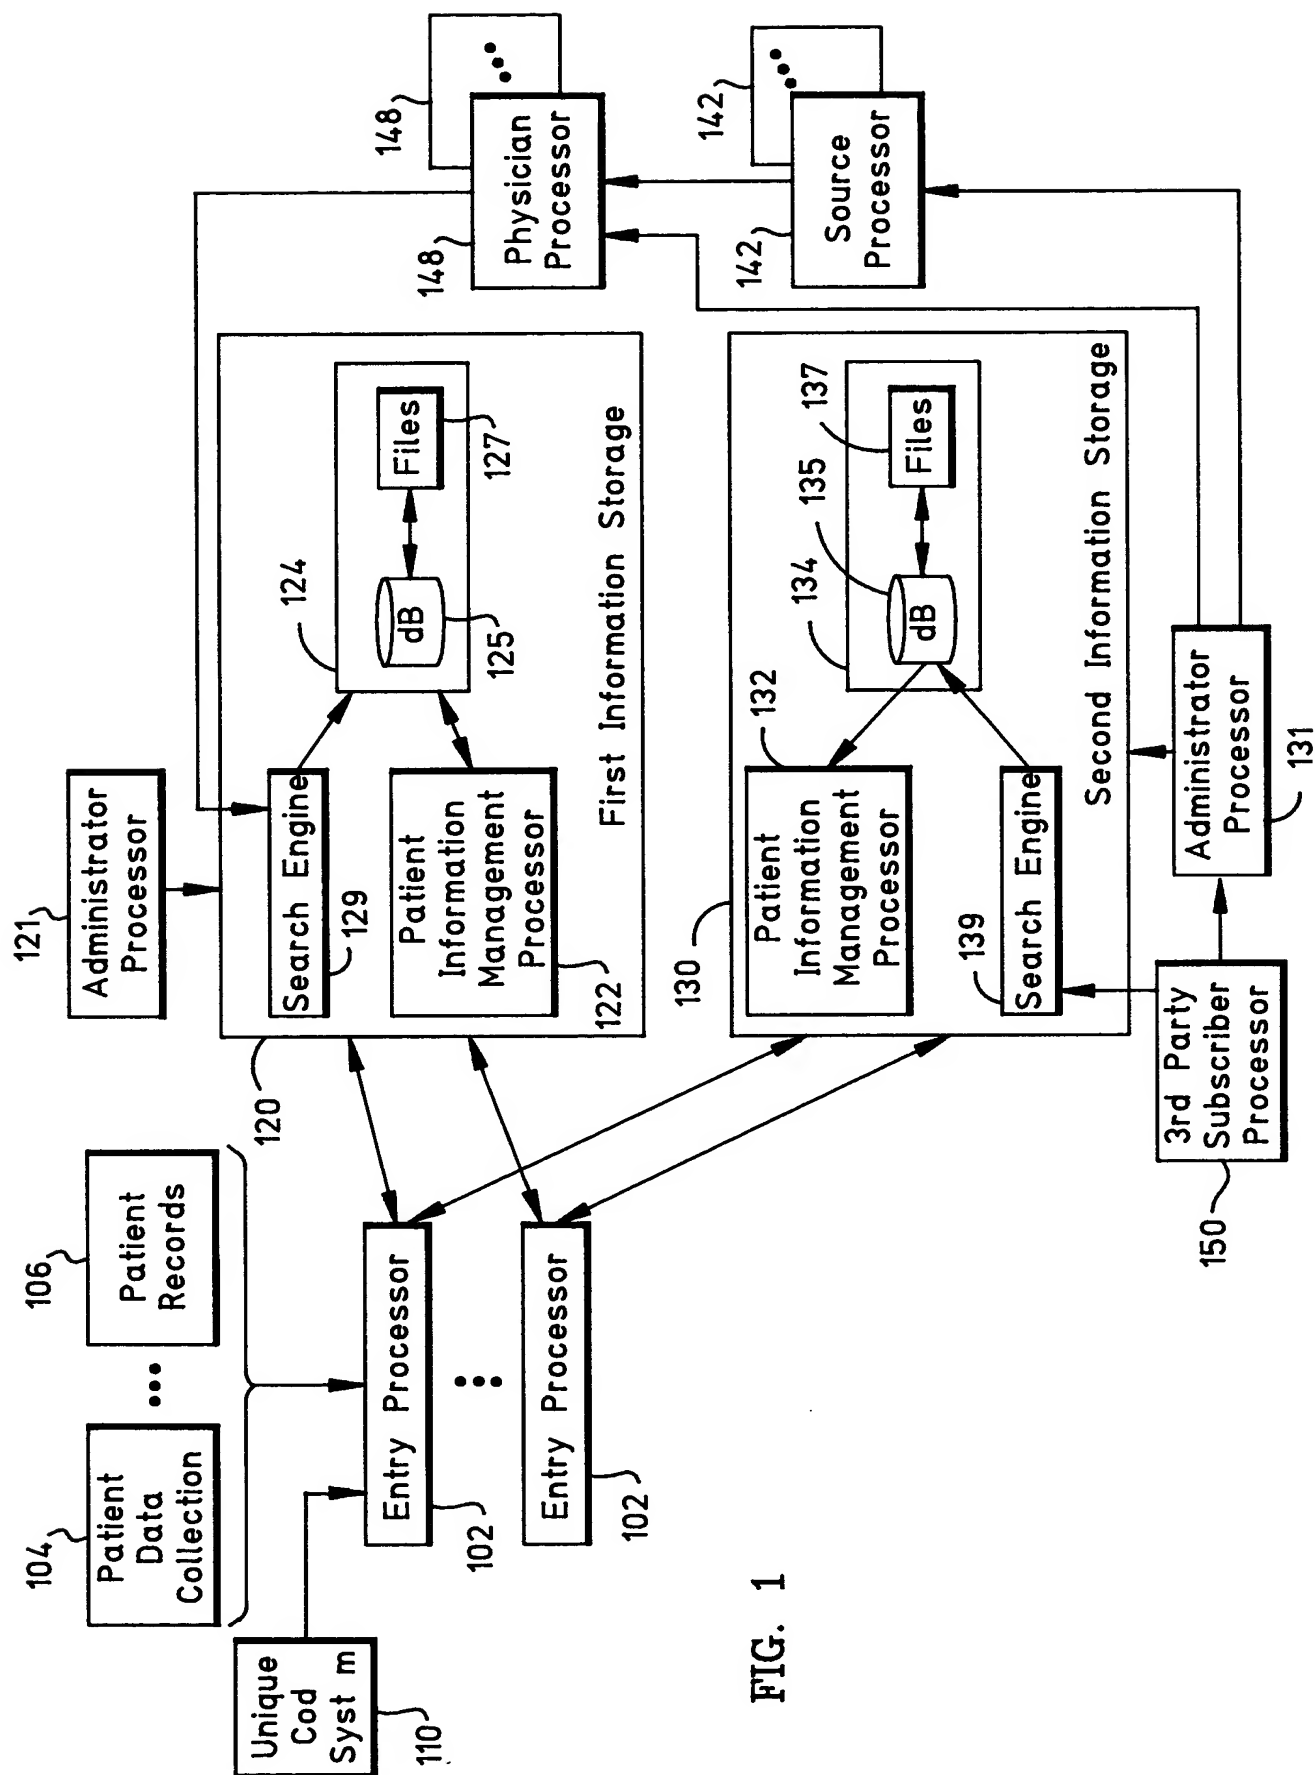 104
Patient
Data
Collection
106
Patient
Records
Unique
Cod
Syst m
110
Entry Processor
102
Entry Processor
102
121
Administrator
Processor
120
Search Engine
129
Patient
Information
Management
Processor
122
124
dB
125
Files
127
First Information Storage
148
148
Physician
Processor
142
142
Source
Processor
130
Patient
Information
Management
Processor
132
134
135
dB
137
Files
139
Search Engine
Second Information Storage
3rd Party
Subscriber
Processor
150
Administrator
Processor
131
FIG. 1